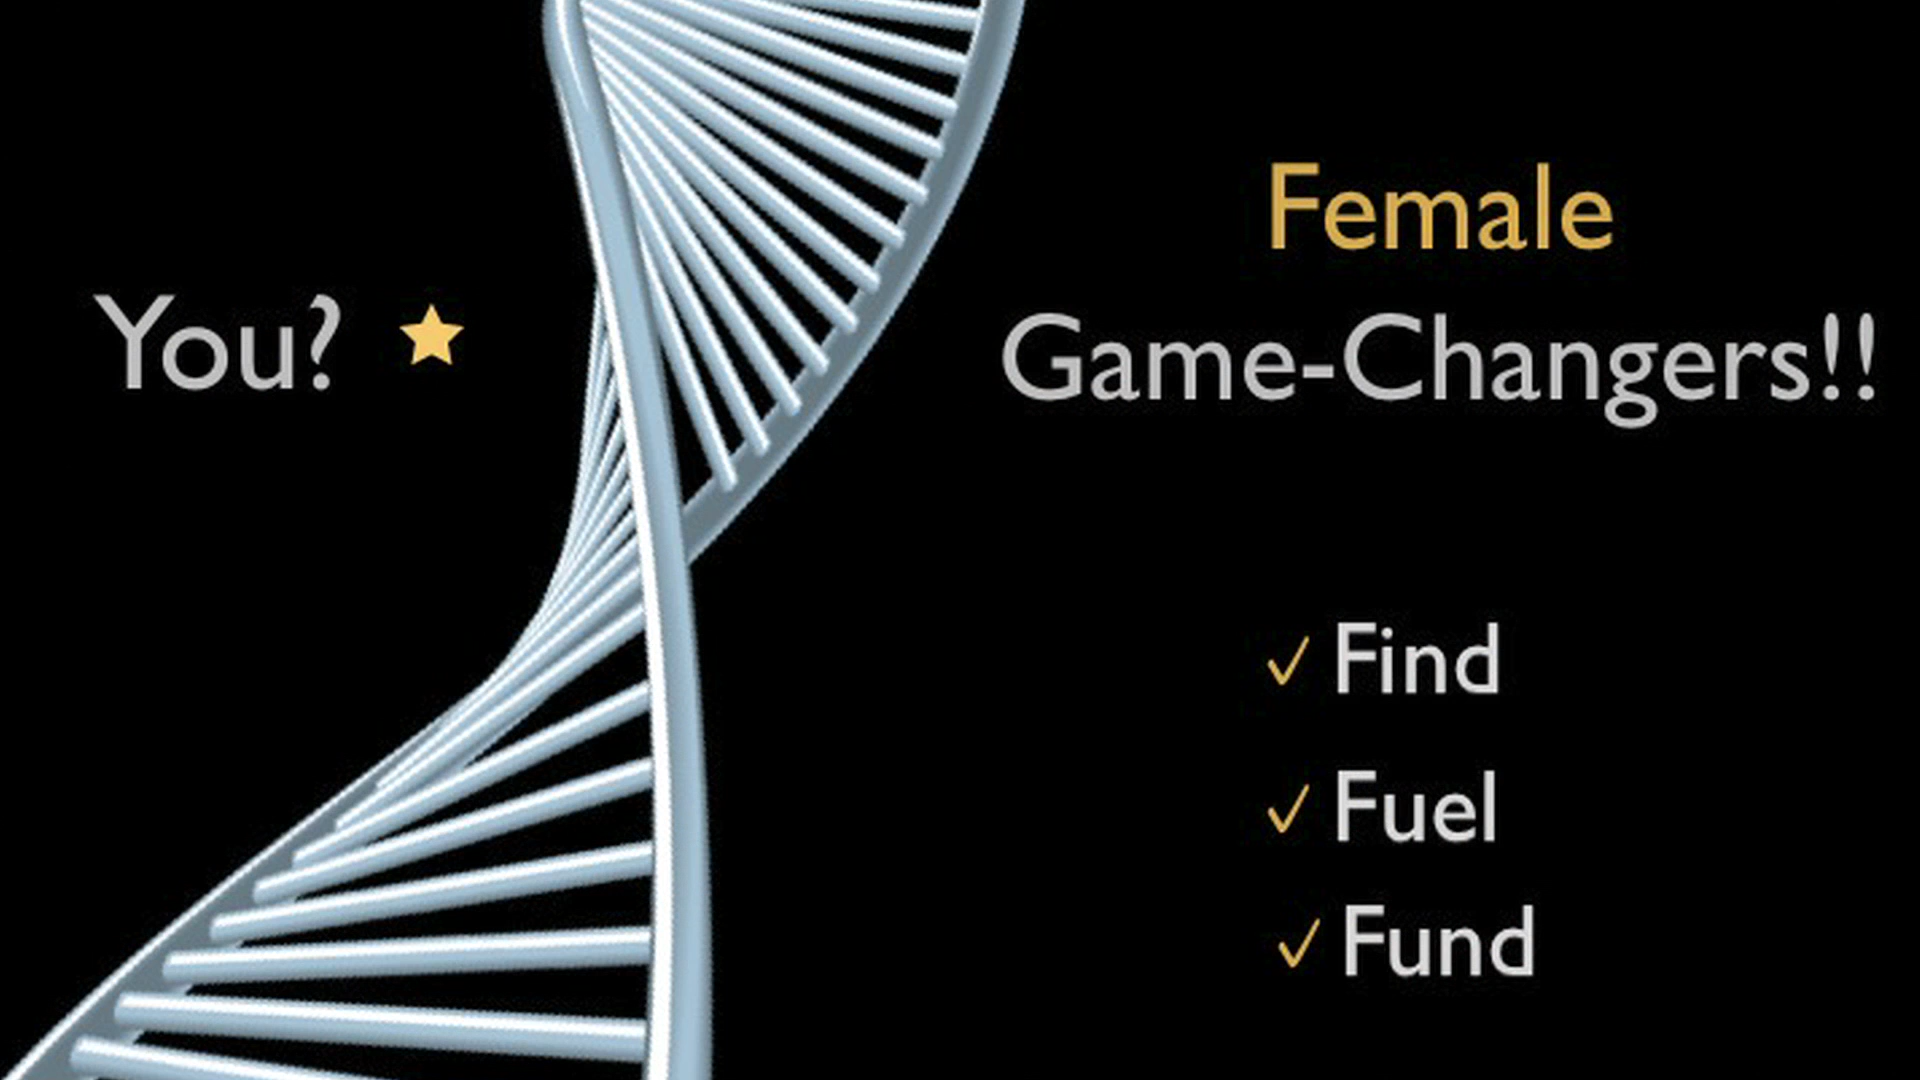 You?
Female
Game-Changers!!
✓ Find
✓ Fuel
✓ Fund